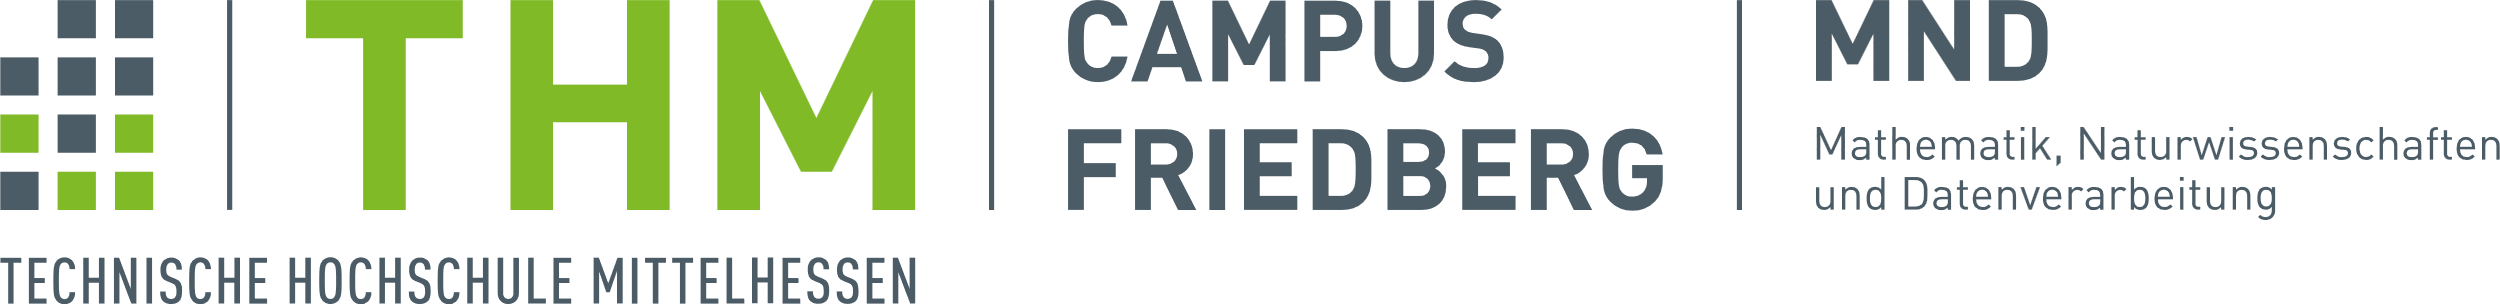 THM
TECHNISCHE HOCHSCHULE MITTELHESSEN
CAMPUS
FRIEDBERG
MND
Mathematik, Naturwissenschaften
und Datenverarbeitung